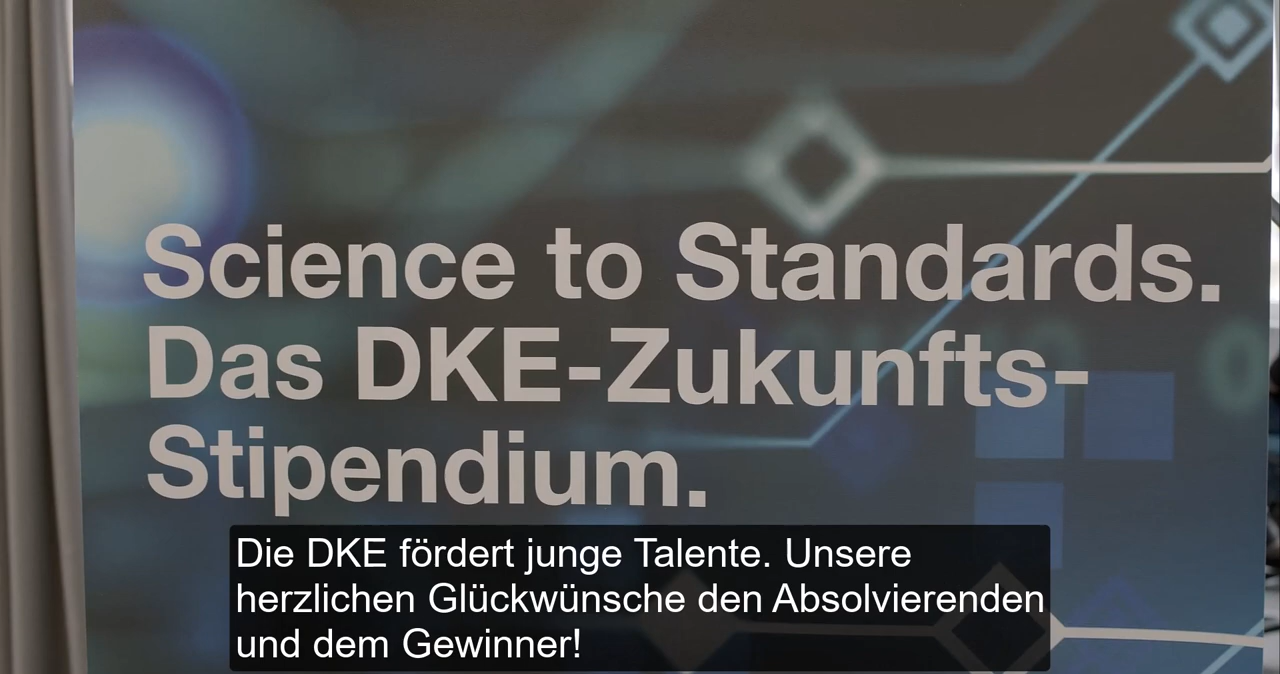 Science to Standards.
Das DKE-Zukunfts-
Stipendium.
Die DKE fördert junge Talente. Unsere
herzlichen Glückwünsche den Absolvierenden
und dem Gewinner!